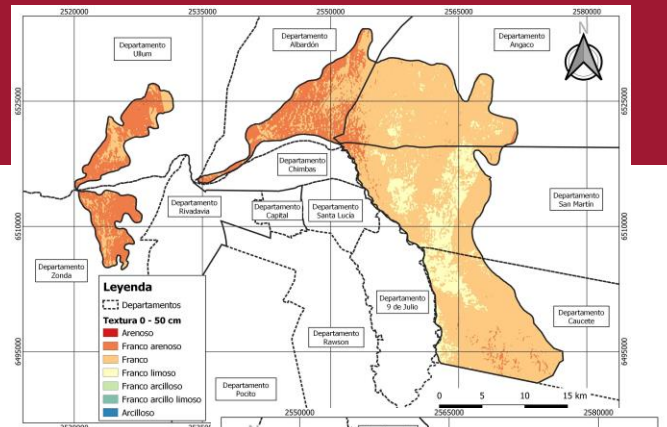 2520000 2535000 2550000 2565000 2580000
Departamento
Ullum
Departamento
Albardón
Departamento
Angaco
6525000
6525000
Departamento
Chimbas
Departamento
Rivadavia
Departamento
Capital
Departamento
Santa Lucía
Departamento
San Martín
6510000
6510000
Departamento
Zonda
Departamento
9 de Julio
Departamento
Caucete
Departamento
Rawson
Departamento
Pocito
6495000
6495000
Leyenda
Departamentos
Textura 0 - 50 cm
Arenoso
Franco arenoso
Franco
Franco limoso
Franco arcilloso
Franco arcillo limoso
Arcilloso
0 5 10 15 km
2550000 2565000 2580000